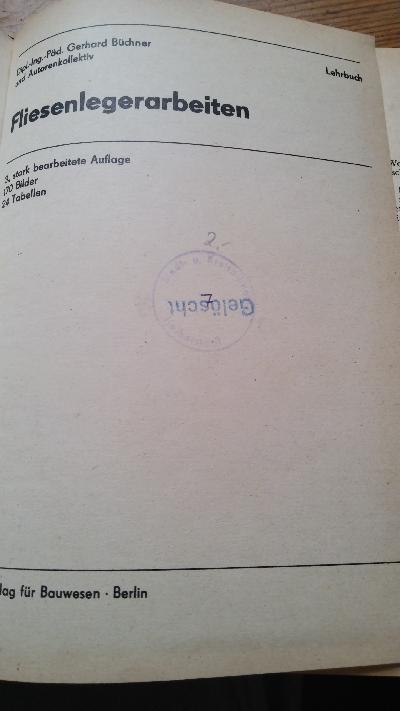 Dipl.-Ing.-Päd. Gerhard Büchner
und Autorenkollektiv
Lehrbuch
Fliesenlegerarbeiten
3. stark bearbeitete Auflage
170 Bilder
24 Tabellen
2.-
Gelöscht
7
lag für Bauwesen · Berlin